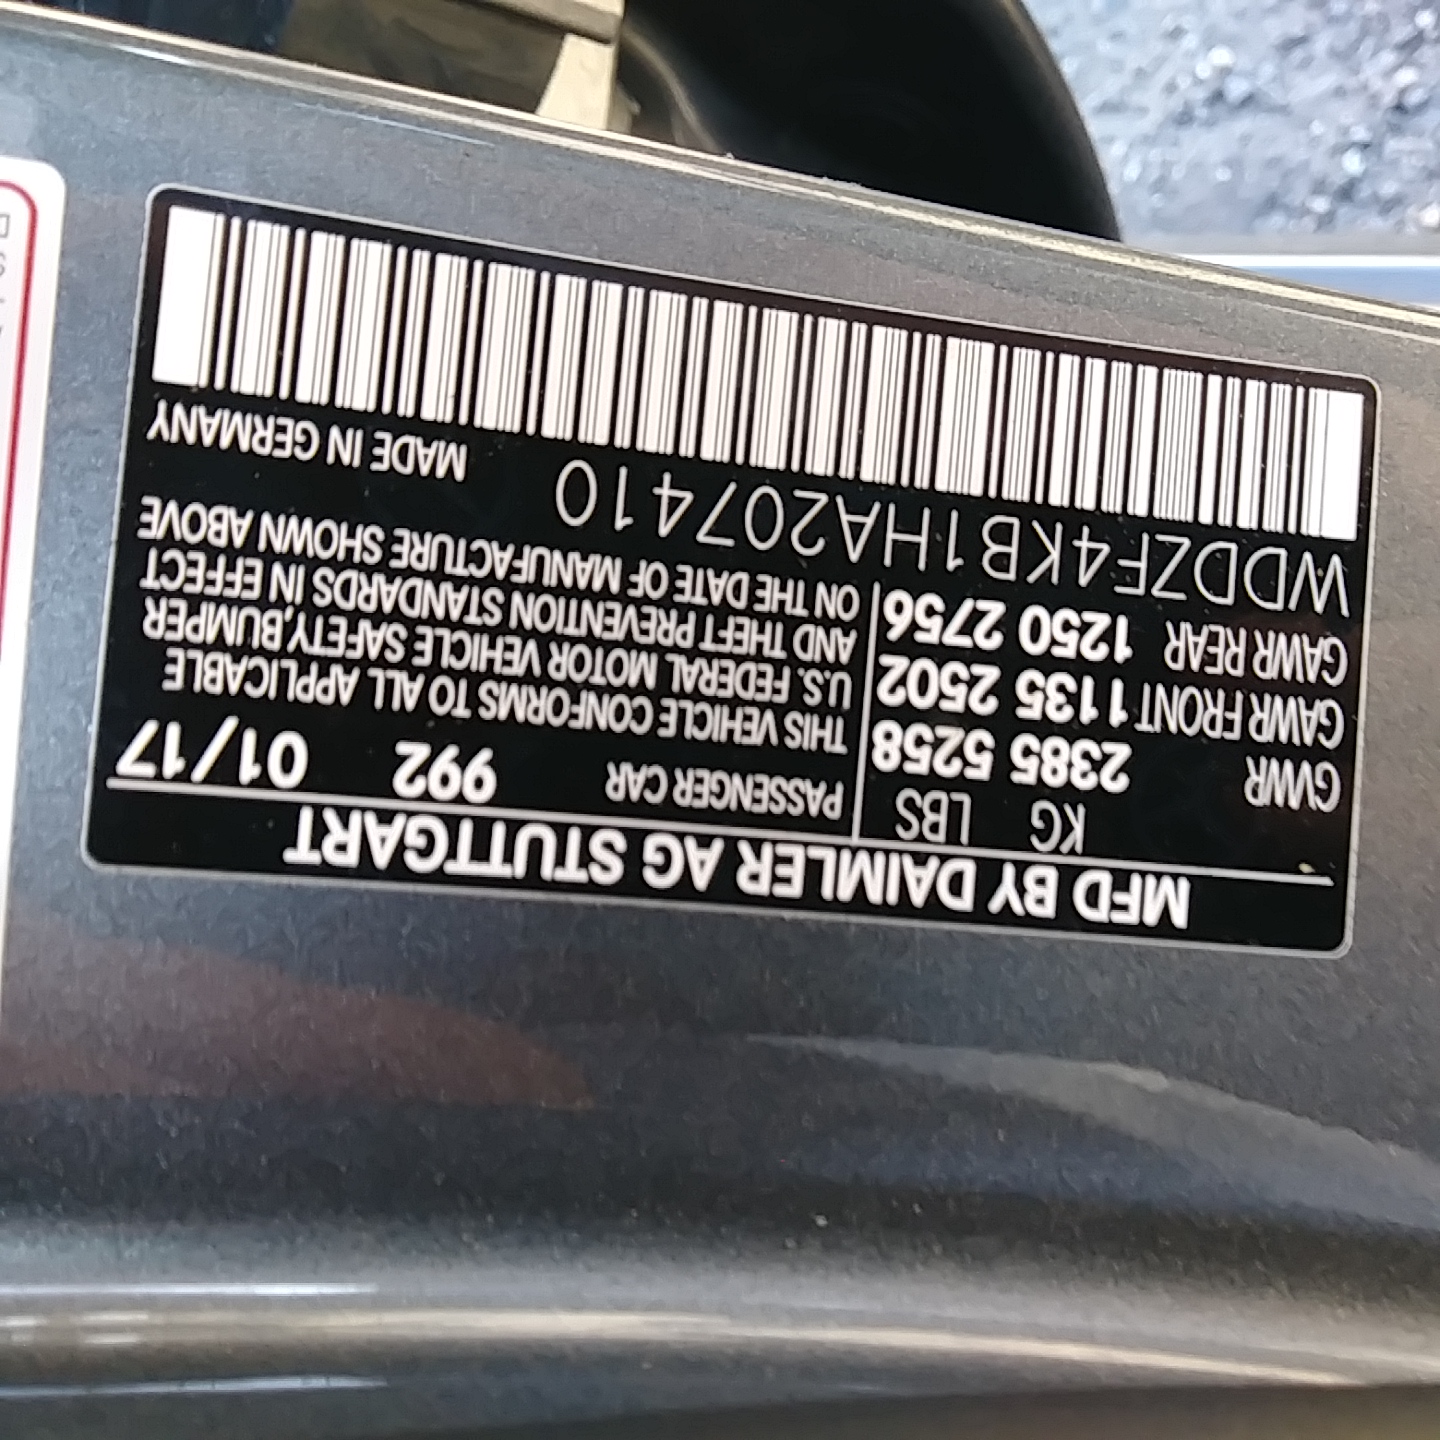 MFD BY DAIMLER AG STUTTGART
KG LBS
GVWR 2385 5258
GAWR FRONT 1135 2502
GAWR REAR 1250 2756
PASSENGER CAR 992 01/17
THIS VEHICLE CONFORMS TO ALL APPLICABLE
U.S. FEDERAL MOTOR VEHICLE SAFETY,BUMPER
AND THEFT PREVENTION STANDARDS IN EFFECT
ON THE DATE OF MANUFACTURE SHOWN ABOVE
WDDZF4KB1HA207410 MADE IN GERMANY